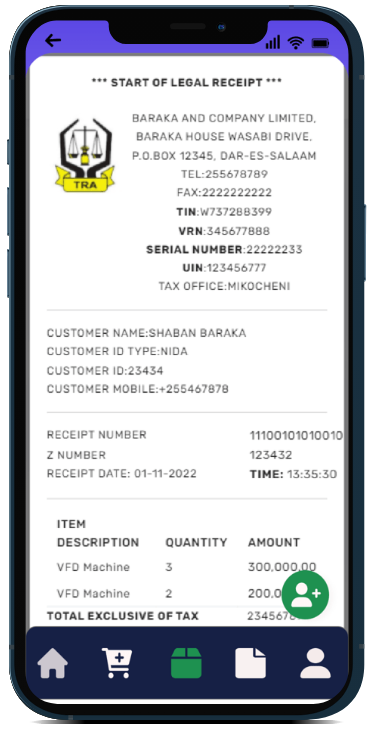 *** START OF LEGAL RECEIPT ***
BARAKA AND COMPANY LIMITED,
BARAKA HOUSE WASABI DRIVE.
P.O.BOX 12345, DAR-ES-SALAAM
TEL:255678789
FAX:2222222222
TIN:W737288399
VRN:345677888
SERIAL NUMBER:22222233
UIN:123456777
TAX OFFICE:MIKOCHENI
TRA
CUSTOMER NAME:SHABAN BARAKA
CUSTOMER ID TYPE:NIDA
CUSTOMER ID:23434
CUSTOMER MOBILE:+255467878
RECEIPT NUMBER 11100101010010
Z NUMBER 123432
RECEIPT DATE: 01-11-2022 TIME: 13:35:30
ITEM
DESCRIPTION QUANTITY AMOUNT
VFD Machine 3 300.000.00
VFD Machine 2 200.0
TOTAL EXCLUSIVE OF TAX 234567